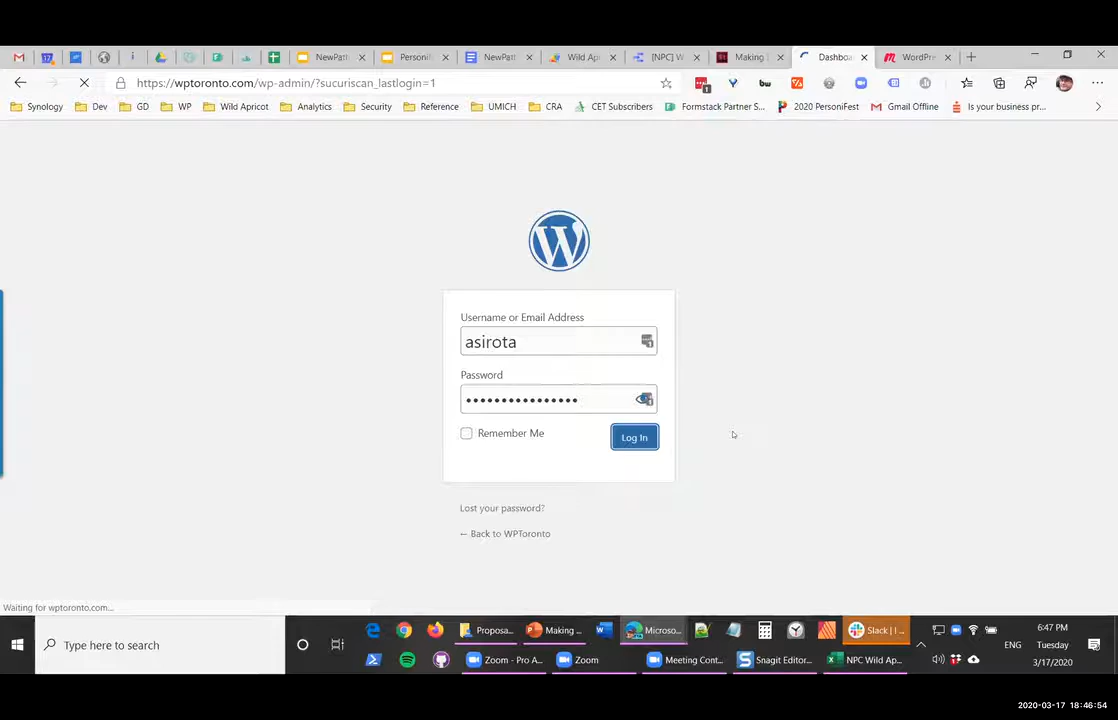 NewPatt
Personif
NewPatt
Wild Apr
[NPC] W
Making
Dashboa
WordPre
https://wptoronto.com/wp-admin/?sucuriscan_lastlogin=1
Synology
Dev
GD
WP
Wild Apricot
Analytics
Security
Reference
UMICH
CRA
CET Subscribers
Formstack Partner S...
2020 PersoniFest
Gmail Offline
Is your business pr...
Username or Email Address
asirota
Password
Remember Me
Log In
Lost your password?
← Back to WPToronto
Waiting for wptoronto.com...
Type here to search
Proposa...
Making ...
Microso...
Slack | I ...
6:47 PM
ENG
Tuesday
Zoom - Pro A...
Zoom
Meeting Cont...
Snagit Editor...
NPC Wild Ap...
3/17/2020
2020-03-17 18:46:54